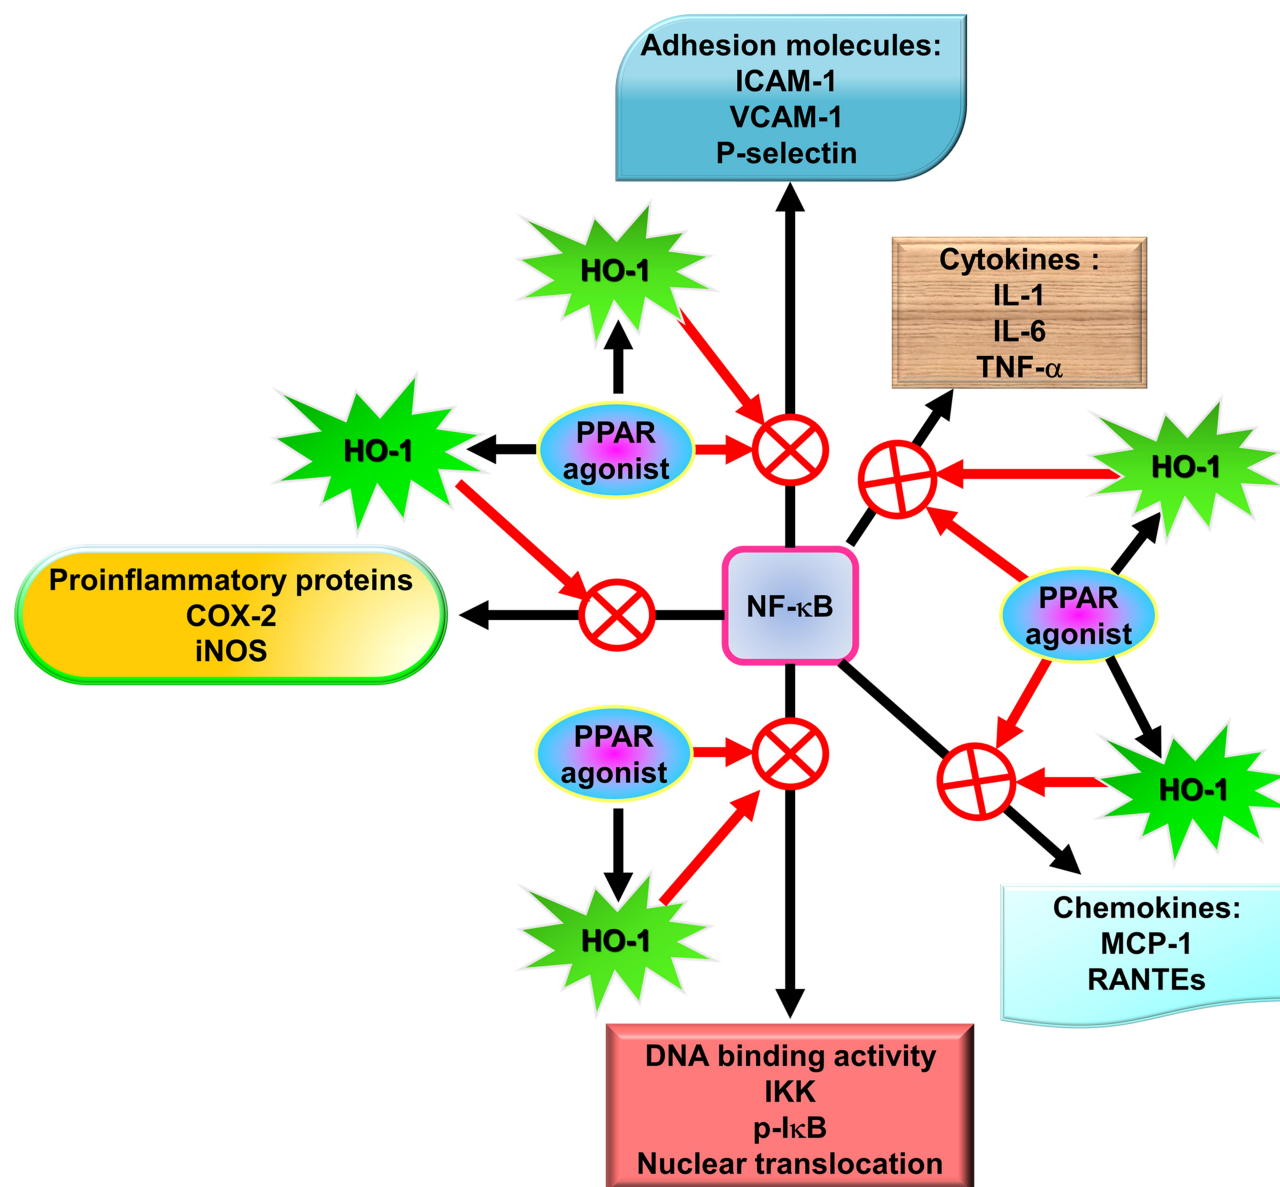 Adhesion molecules:
ICAM-1
VCAM-1
P-selectin
HO-1
Cytokines :
IL-1
IL-6
TNF-α
HO-1
PPAR
agonist
HO-1
Proinflammatory proteins
COX-2
iNOS
NF-κB
PPAR
agonist
PPAR
agonist
HO-1
HO-1
Chemokines:
MCP-1
RANTEs
DNA binding activity
IKK
p-IκB
Nuclear translocation